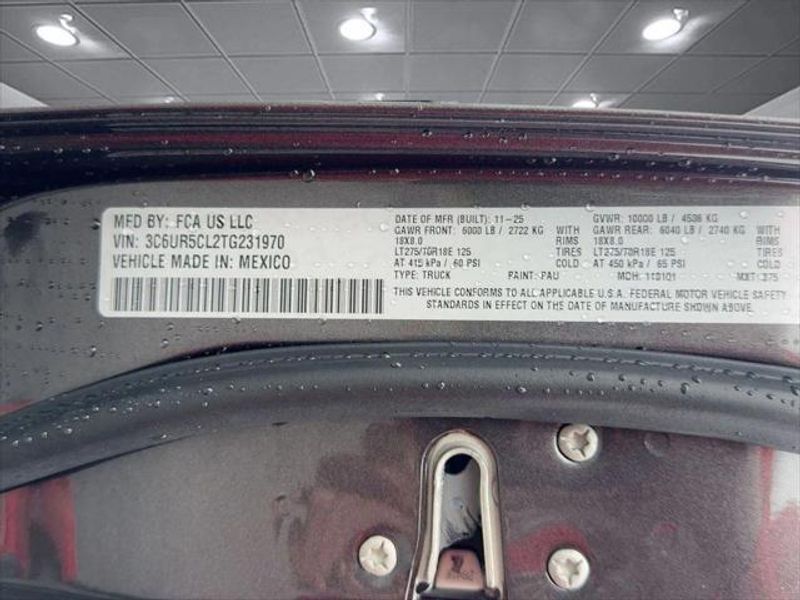 MFD BY: FCA US LLC
VIN: 3C6UR5CL2TG231970
VEHICLE MADE IN: MEXICO
DATE OF MFR (BUILT): 11-25
GAWR FRONT: 6000 LB / 2722 KG WITH
18X8.0 RIMS
LT275/70R18E 125 TIRES
AT 415 kPa / 60 PSI COLD
TYPE: TRUCK PAINT: PAU
GVWR: 10000 LB / 4536 KG
GAWR REAR: 6040 LB / 2740 KG WITH
18X8.0 RIMS
LT275/70R18E 125 TIRES
AT 450 kPa / 65 PSI COLD
MCH: MXT:
THIS VEHICLE CONFORMS TO ALL APPLICABLE U.S.A. FEDERAL MOTOR VEHICLE SAFETY
STANDARDS IN EFFECT ON THE DATE OF MANUFACTURE SHOWN ABOVE.